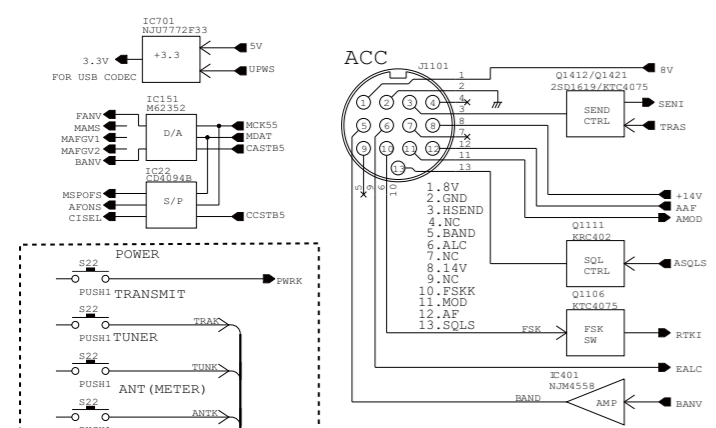 IC701
NJU7772F33
+3.3
5V
3.3V
UPWS
FOR USB CODEC
IC151
M62352
FANV
MAMS
MAFGV1
MAFGV2
BANV
D/A
MCK55
MDAT
CASTB5
IC22
CD4094B
MSPOFS
AFONS
CISEL
S/P
CCSTB5
POWER
S22
PUSH1
PWRK
TRANSMIT
S22
PUSH1
TRAK
TUNER
S22
PUSH1
TUNK
ANT(METER)
S22
ANTK
PUSH1
ACC
J1101
1
2
3
4
5
6
7
8
9
10
11
12
13
1
2
4
3
8
7
12
11
13
5
9
6
10
8V
Q1412/Q1421
2SD1619/KTC4075
SEND
CTRL
SENI
TRAS
+14V
AAF
AMOD
1.8V
2.GND
3.HSEND
4.NC
5.BAND
6.ALC
7.NC
8.14V
9.NC
10.FSKK
11.MOD
12.AF
13.SQLS
Q1111
KRC402
SQL
CTRL
ASQLS
Q1106
KTC4075
FSK
FSK
SW
RTKI
EALC
IC401
NJM4558
BAND
AMP
BANV